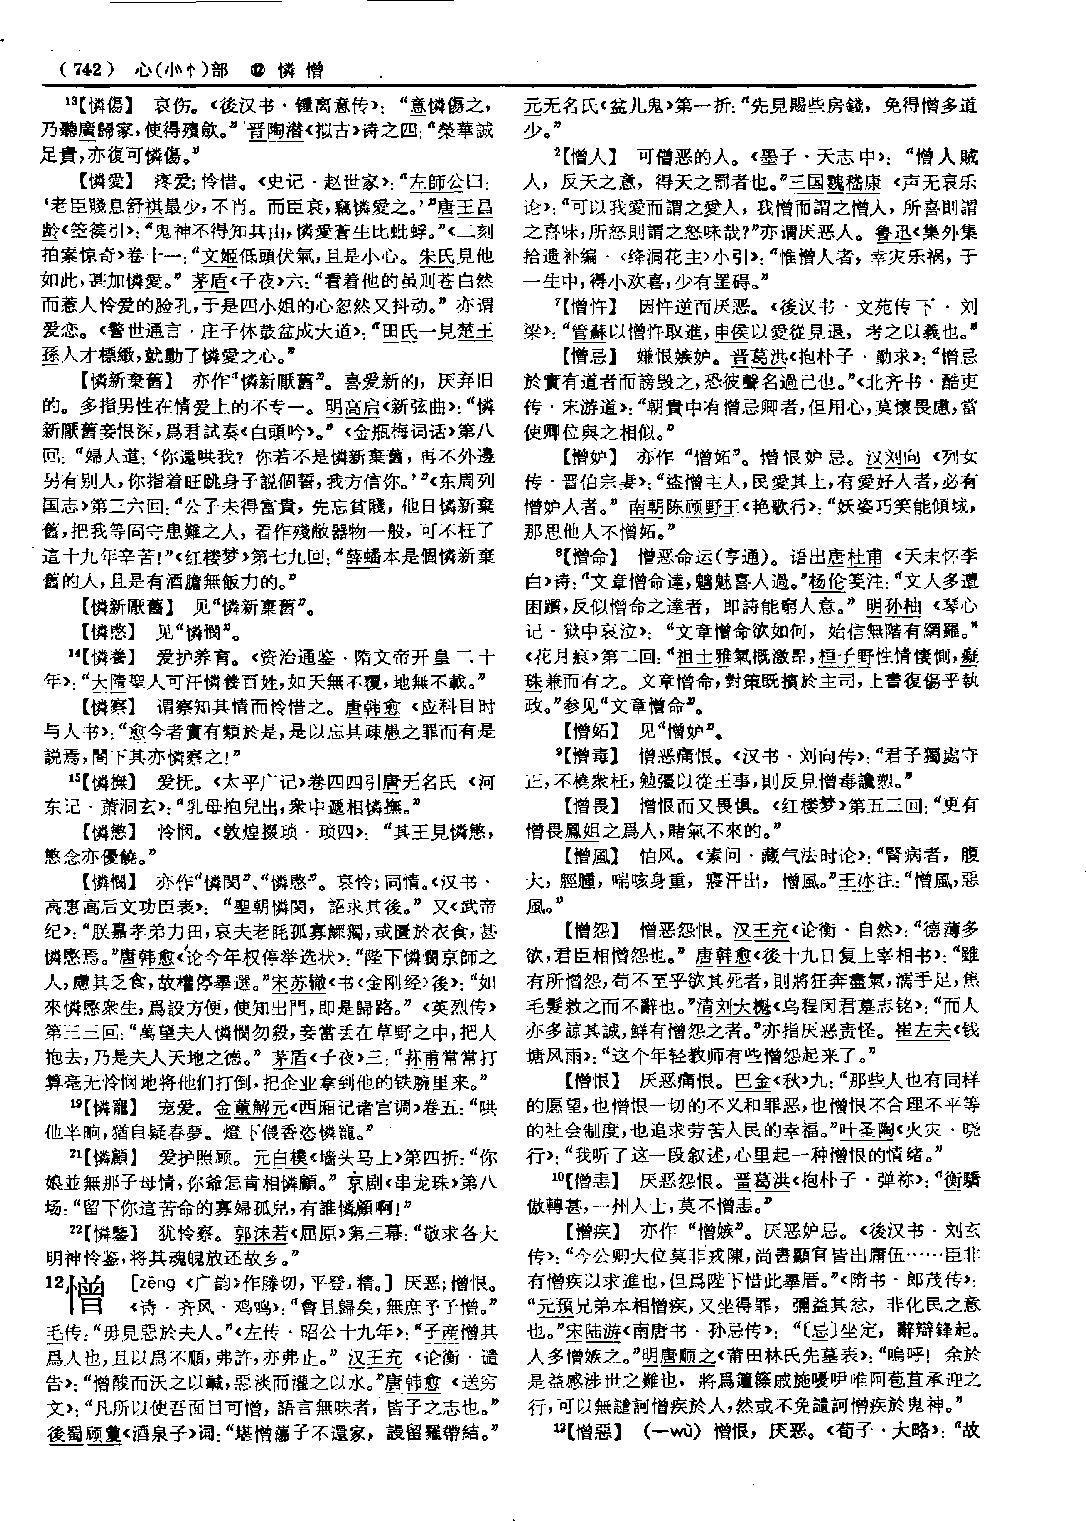 (742) 心(小忄)部 ⑫ 憐 憎
¹³【憐傷】 哀伤。《後汉书·锺离意传》：“意憐傷之，
乃聽廣歸家，使得殯斂。”晋陶潜《拟古》诗之四：“榮華誠
足貴，亦復可憐傷。”
【憐愛】 疼爱；怜惜。《史记·赵世家》：“左師公曰：
‘老臣賤息舒祺最少，不肖。而臣衰，竊憐愛之。’”唐王昌
龄《箜篌引》：“鬼神不得知其由，憐愛蒼生比蚍蜉。”《二刻
拍案惊奇》卷十一：“文姬低頭伏氣，且是小心。朱氏見他
如此，甚加憐愛。” 茅盾《子夜》六：“看着他的虽则苍白然
而惹人怜爱的脸孔，于是四小姐的心忽然又抖动。” 亦谓
爱恋。《警世通言·庄子休鼓盆成大道》：“田氏一見楚王
孫人才標緻，就動了憐愛之心。”
【憐新棄舊】 亦作“憐新厭舊”。喜爱新的，厌弃旧
的。多指男性在情爱上的不专一。明高启《新弦曲》：“憐
新厭舊妾恨深，爲君試奏《白頭吟》。”《金瓶梅词话》第八
回：“婦人道：‘你還哄我？你若不是憐新棄舊，再不外邊
另有别人，你指着旺跳身子説個誓，我方信你。’”《东周列
国志》第三六回：“公子未得富貴，先忘貧賤，他日憐新棄
舊，把我等同守患難之人，看作殘敝器物一般，可不枉了
這十九年辛苦！”《红楼梦》第七九回：“薛蟠本是個憐新棄
舊的人，且是有酒膽無飯力的。”
【憐新厭舊】 见“憐新棄舊”。
【憐愍】 见“憐憫”。
¹⁴【憐養】 爱护养育。《资治通鉴·隋文帝开皇二十
年》：“大隋聖人可汗憐養百姓，如天無不覆，地無不載。”
【憐察】 谓察知其情而怜惜之。唐韩愈《应科目时
与人书》：“愈今者實有類於是，是以忘其疎愚之罪而有是
説焉，閣下其亦憐察之！”
¹⁵【憐撫】 爱抚。《太平广记》卷四四引唐无名氏《河
东记·萧洞玄》：“乳母抱兒出，衆中遞相憐撫。”
【憐慜】 怜悯。《敦煌掇琐·琐四》：“其王見憐慜，
慜念亦優饒。”
【憐憫】 亦作“憐閔”、“憐愍”。哀怜；同情。《汉书·
高惠高后文功臣表》：“聖朝憐閔，詔求其後。” 又《武帝
纪》：“朕嘉孝弟力田，哀夫老眊孤寡鰥獨，或匱於衣食，甚
憐愍焉。”唐韩愈《论今年权停举选状》：“陛下憐憫京師之
人，慮其乏食，故權停舉選。”宋苏辙《书〈金刚经〉後》：“如
來憐愍衆生，爲設方便，使知出門，即是歸路。”《英烈传》
第三三回：“萬望夫人憐憫勿殺，妾當丢在草野之中，把人
抱去，乃是夫人天地之德。” 茅盾《子夜》三：“荪甫常常打
算毫无怜悯地将他们打倒，把企业拿到他的铁腕里来。”
¹⁹【憐寵】 宠爱。金董解元《西厢记诸宫调》卷五：“哄
他半晌，猶自疑春夢。燈下偎香恣憐寵。”
²¹【憐顧】 爱护照顾。元白樸《墙头马上》第四折：“你
娘並無那子母情，你爺怎肯相憐顧。” 京剧《串龙珠》第八
场：“留下你這苦命的寡婦孤兒，有誰憐顧啊！”
²²【憐鑒】 犹怜察。郭沫若《屈原》第三幕：“敬求各大
明神怜鉴，将其魂魄放还故乡。”
12憎 [zēng《广韵》作滕切，平登，精。] 厌恶；憎恨。
《诗·齐风·鸡鸣》：“會且歸矣，無庶予子憎。”
毛传：“毋見惡於夫人。”《左传·昭公十九年》：“子産憎其
爲人也，且以爲不順，弗許，亦弗止。” 汉王充《论衡·谴
告》：“憎酸而沃之以鹹，惡淡而灌之以水。”唐韩愈《送穷
文》：“凡所以使吾面目可憎，語言無味者，皆子之志也。”
後蜀顾敻《酒泉子》词：“堪憎蕩子不還家，謾留羅帶結。”
元无名氏《盆儿鬼》第一折：“先見賜些房錢，免得憎多道
少。”
²【憎人】 可憎恶的人。《墨子·天志中》：“憎人賊
人，反天之意，得天之罰者也。”三国魏嵇康《声无哀乐
论》：“可以我愛而謂之愛人，我憎而謂之憎人，所喜則謂
之喜味，所怒則謂之怒味哉？”亦谓厌恶人。鲁迅《集外集
拾遗补编·〈绛洞花主〉小引》：“惟憎人者，幸灾乐祸，于
一生中，得小欢喜，少有罣碍。”
⁷【憎忤】 因忤逆而厌恶。《後汉书·文苑传下·刘
梁》：“管蘇以憎忤取進，申侯以愛從見退，考之以義也。”
【憎忌】 嫌恨嫉妒。晋葛洪《抱朴子·勤求》：“憎忌
於實有道者而謗毁之，恐彼聲名過己也。”《北齐书·酷吏
传·宋游道》：“朝貴中有憎忌卿者，但用心，莫懷畏慮，當
使卿位與之相似。”
【憎妒】 亦作“憎妬”。憎恨妒忌。汉刘向《列女
传·晋伯宗妻》：“盗憎主人，民愛其上，有愛好人者，必有
憎妒人者。” 南朝陈顾野王《艳歌行》：“妖姿巧笑能傾城，
那思他人不憎妬。”
⁸【憎命】 憎恶命运(亨通)。语出唐杜甫《天末怀李
白》诗：“文章憎命達，魑魅喜人過。”杨伦笺注：“文人多遭
困躓，反似憎命之達者，即詩能窮人意。” 明孙柚《琴心
记·狱中哀泣》：“文章憎命欲如何，始信無階有網羅。”
《花月痕》第二回：“祖士雅氣概激昂，桓子野性情悽惻，癡
珠兼而有之。文章憎命，對策既擯於主司，上書復傷乎執
政。”参见“文章憎命”。
【憎妬】 见“憎妒”。
⁹【憎毒】 憎恶痛恨。《汉书·刘向传》：“君子獨處守
正，不橈衆枉，勉彊以從王事，則反見憎毒讒愬。”
【憎畏】 憎恨而又畏惧。《红楼梦》第五五回：“更有
憎畏鳳姐之爲人，賭氣不來的。”
【憎風】 怕风。《素问·藏气法时论》：“腎病者，腹
大，脛腫，喘咳身重，寢汗出，憎風。”王冰注：“憎風，惡
風。”
【憎怨】 憎恶怨恨。汉王充《论衡·自然》：“德薄多
欲，君臣相憎怨也。” 唐韩愈《後十九日复上宰相书》：“雖
有所憎怨，苟不至乎欲其死者，則將狂奔盡氣，濡手足，焦
毛髮救之而不辭也。”清刘大櫆《乌程闵君墓志铭》：“而人
亦多諒其誠，鮮有憎怨之者。”亦指厌恶责怪。崔左夫《钱
塘风雨》：“这个年轻教师有些憎怨起来了。”
【憎恨】 厌恶痛恨。巴金《秋》九：“那些人也有同样
的愿望，也憎恨一切的不义和罪恶，也憎恨不合理不平等
的社会制度，也追求劳苦人民的幸福。”叶圣陶《火灾·晓
行》：“我听了这一段叙述，心里起一种憎恨的情绪。”
¹⁰【憎恚】 厌恶怨恨。晋葛洪《抱朴子·弹祢》：“衡驕
傲轉甚，一州人士，莫不憎恚。”
【憎疾】 亦作“憎嫉”。厌恶妒忌。《後汉书·刘玄
传》：“今公卿大位莫非戎陳，尚書顯官皆出庸伍……臣非
有憎疾以求進也，但爲陛下惜此舉厝。”《隋书·郎茂传》：
“元預兄弟本相憎疾，又坐得罪，彌益其忿，非化民之意
也。”宋陆游《南唐书·孙忌传》：“〔忌〕坐定，辭辯鋒起。
人多憎嫉之。”明唐顺之《莆田林氏先墓表》：“嗚呼！余於
是益感涉世之難也，將爲籧篨戚施嚘咿唯阿苞苴承迎之
行，可以無譴訶憎疾於人，然或不免譴訶憎疾於鬼神。”
¹²【憎惡】 (—wù) 憎恨，厌恶。《荀子·大略》：“故